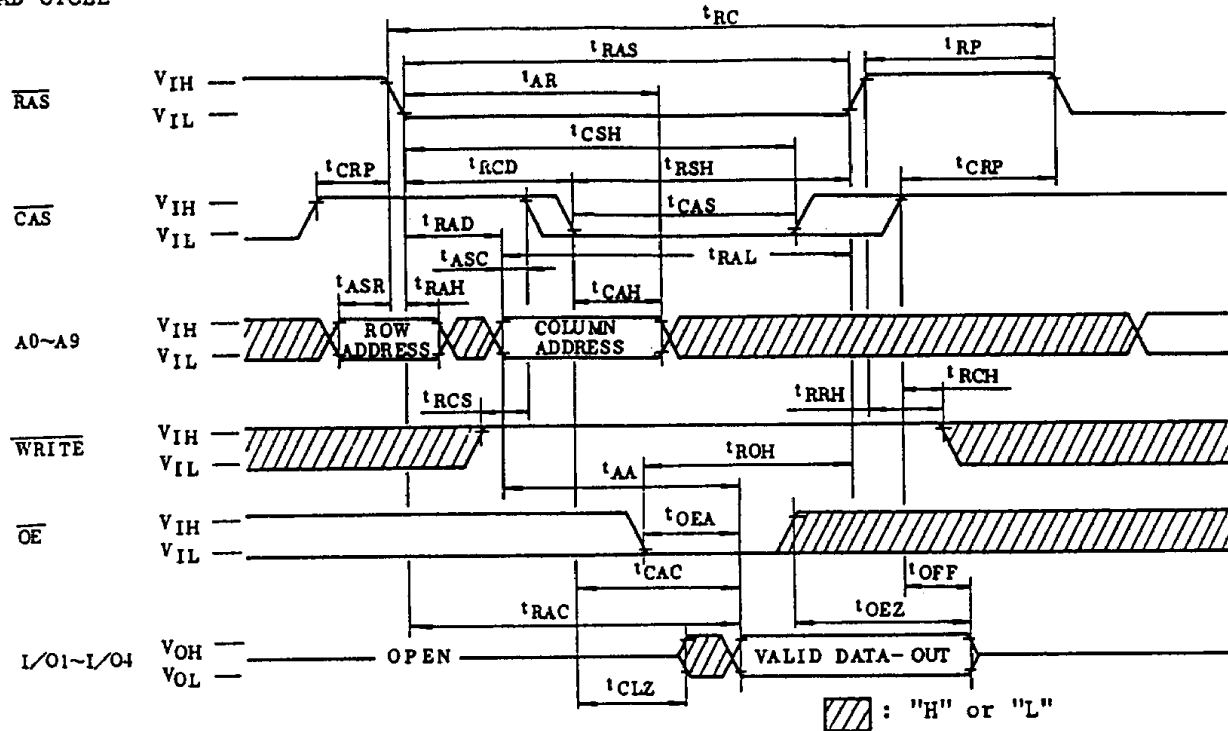 AD CYCLE
tRC
tRAS
tRP
RAS
VIH
VIL
tAR
tCSH
tCRP
tRCD
tRSH
tCRP
CAS
VIH
VIL
tCAS
tRAD
tASC
tRAL
tASR
tRAH
tCAH
A0~A9
VIH
VIL
ROW
ADDRESS
COLUMN
ADDRESS
tRCS
tRRH
tRCH
WRITE
VIH
VIL
tROH
tAA
OE
VIH
VIL
tOEA
tCAC
tOFF
tRAC
tOEZ
I/O1~I/O4
VOH
VOL
OPEN
VALID DATA-OUT
tCLZ
: "H" or "L"